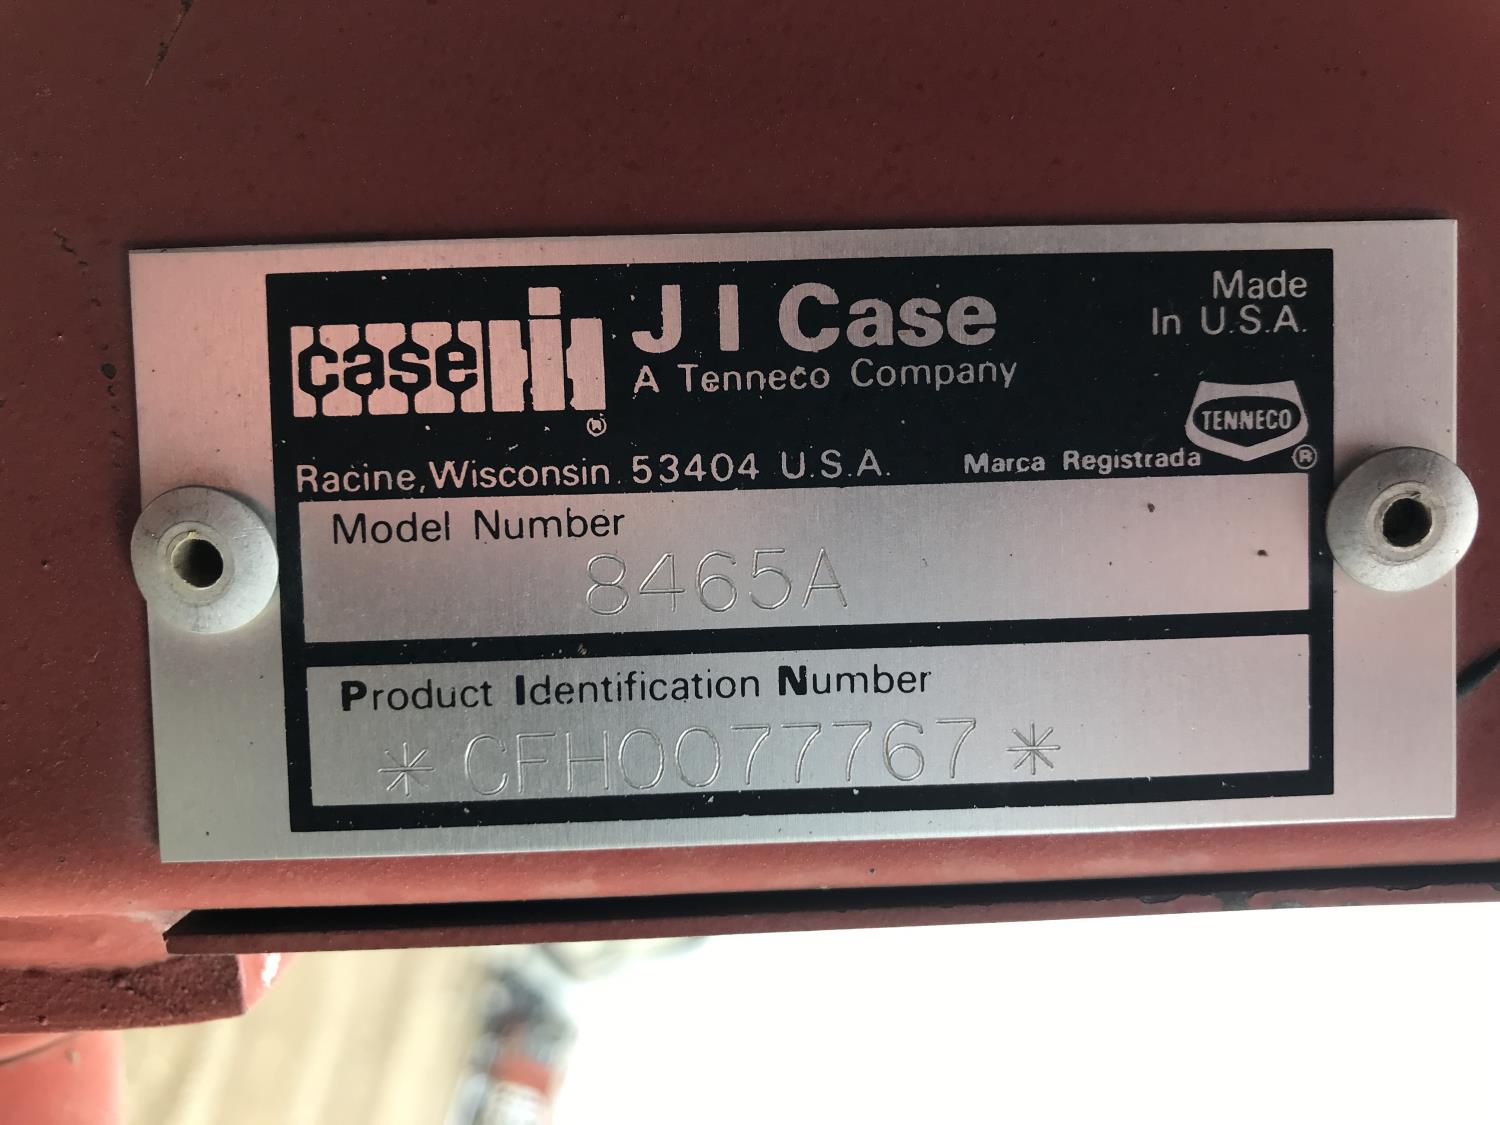 case iH
®
J I Case
A Tenneco Company
Made
In U.S.A.
TENNECO
®
Racine, Wisconsin. 53404 U.S.A.
Marca Registrada
Model Number
8465A
Product Identification Number
*CFH0077767*